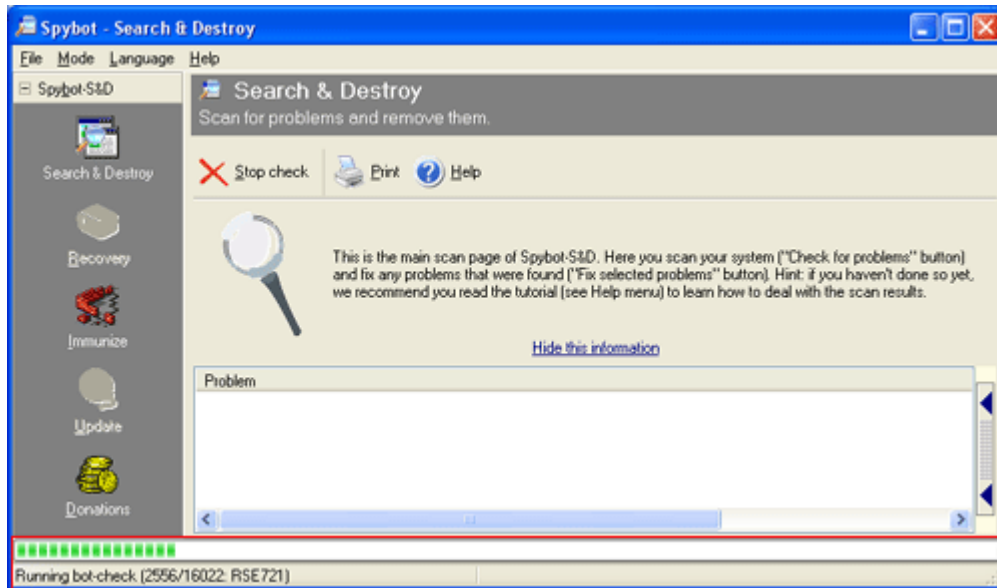 Spybot - Search & Destroy
File Mode Language Help
Spybot-S&D
Search & Destroy
Scan for problems and remove them.
Search & Destroy
Stop check Print Help
Recovery
This is the main scan page of Spybot-S&D. Here you scan your system ("Check for problems" button)
and fix any problems that were found ("Fix selected problems" button). Hint: if you haven't done so yet,
we recommend you read the tutorial (see Help menu) to learn how to deal with the scan results.
Immunize
Hide this information
Problem
Update
Donations
Running bot-check (2556/16022: RSE721)